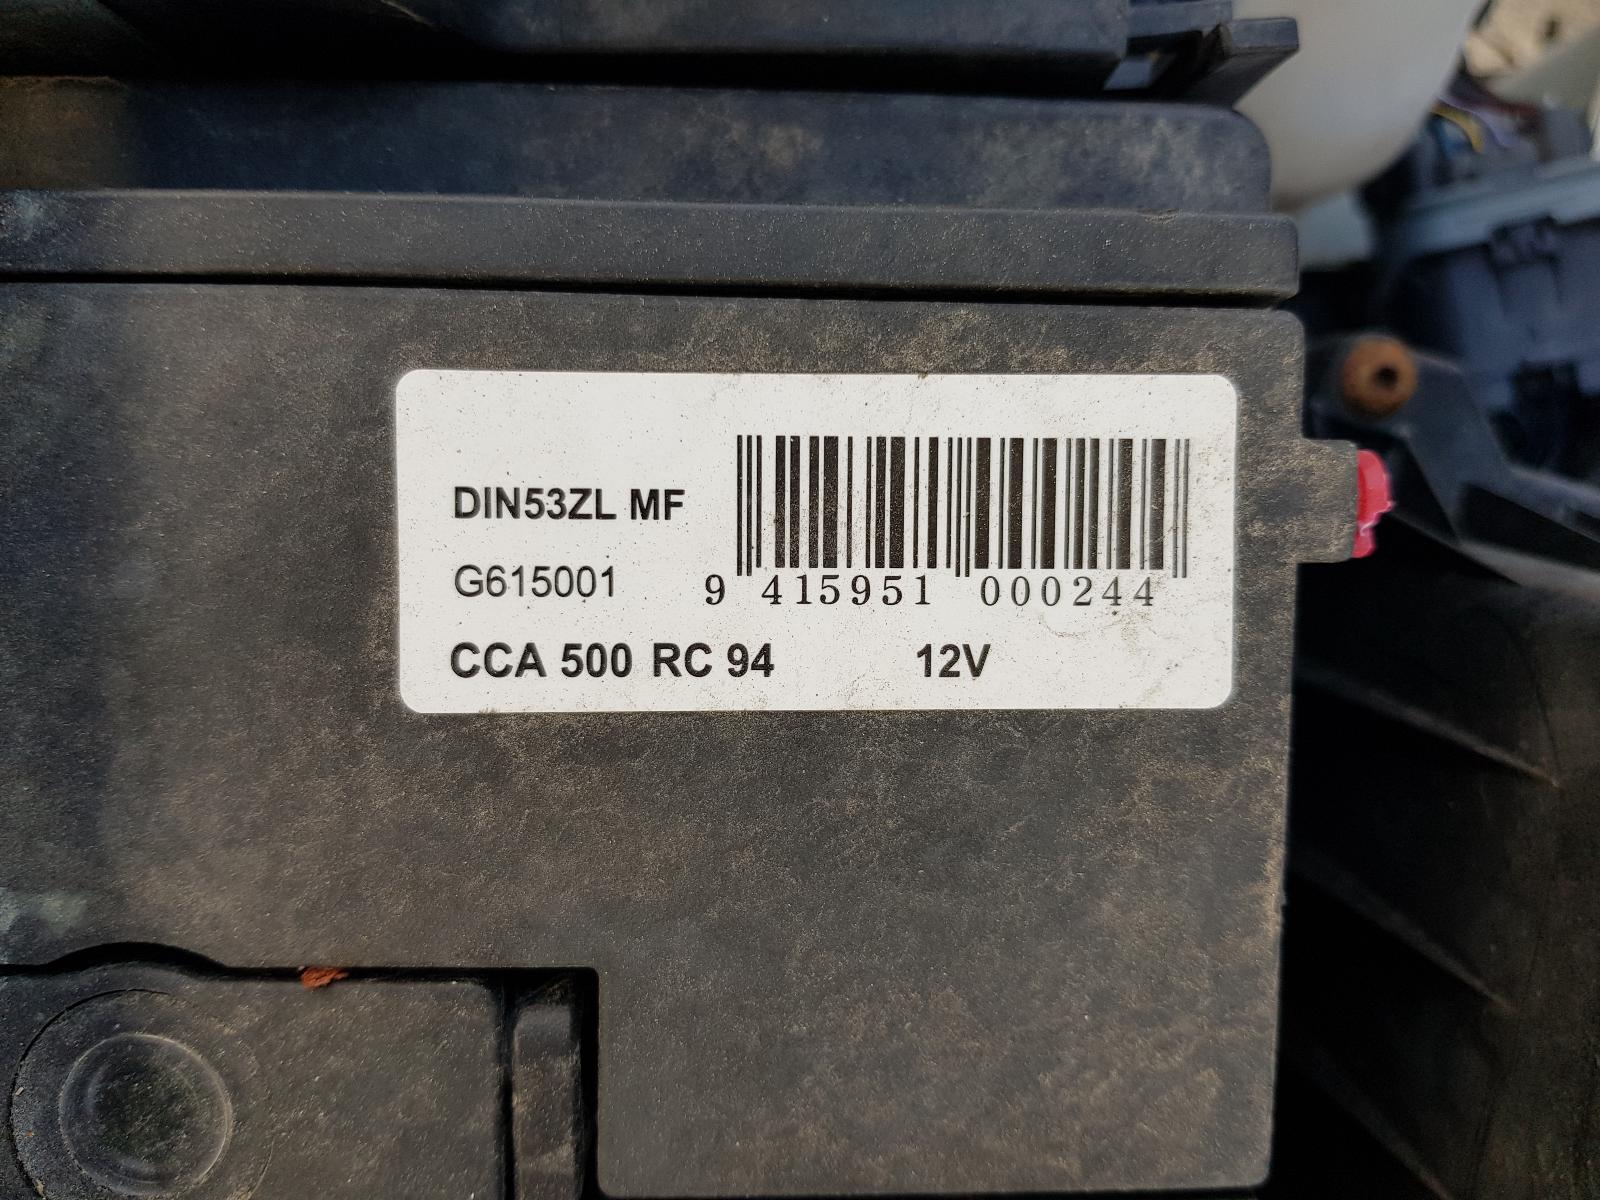 DIN53ZL MF
G615001
9 415951 000244
CCA 500 RC 94 12V